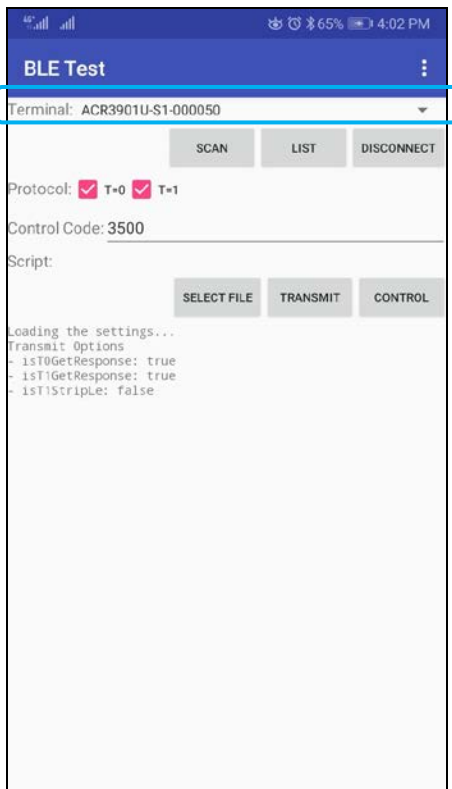 65% 4:02 PM
BLE Test
Terminal: ACR3901U-S1-000050
SCAN LIST DISCONNECT
Protocol: T=0 T=1
Control Code: 3500
Script:
SELECT FILE TRANSMIT CONTROL
Loading the settings...
Transmit Options
- isT0GetResponse: true
- isT1GetResponse: true
- isT1StripLe: false